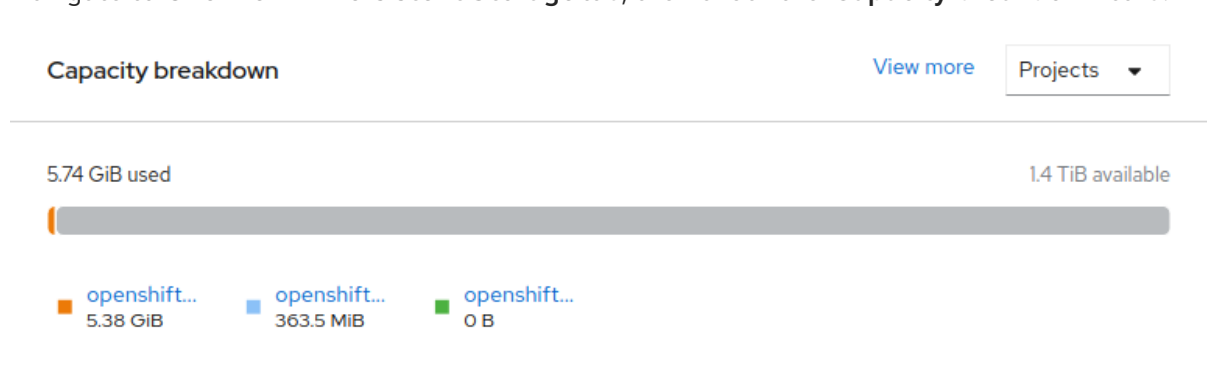 Capacity breakdown
View more
Projects
5.74 GiB used
1.4 TiB available
openshift...
5.38 GiB
openshift...
363.5 MiB
openshift...
0 B